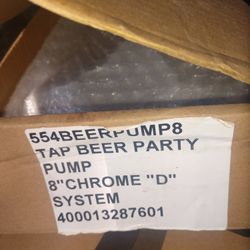 554BEERPUMP8
TAP BEER PARTY
PUMP
8"CHROME "D"
SYSTEM
400013287601